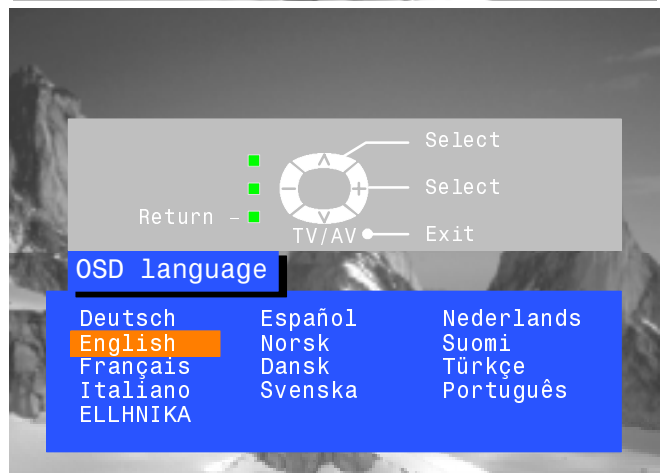 Select
Select
Return –
TV/AV Exit
OSD language
Deutsch Español Nederlands
English Norsk Suomi
Français Dansk Türkçe
Italiano Svenska Português
ELLHNIKA